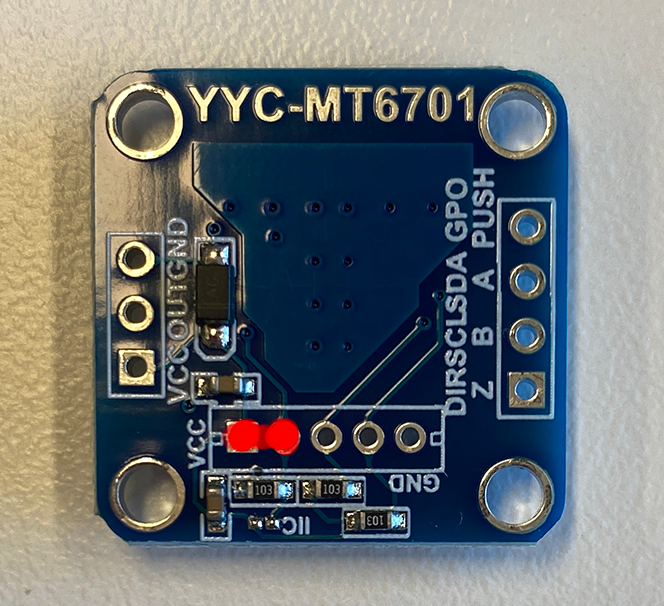 YYC-MT6701
VCC OUT GND
DIR SCL SDA GPO
Z B A PUSH
VCC
GND
103
103
IIC
103